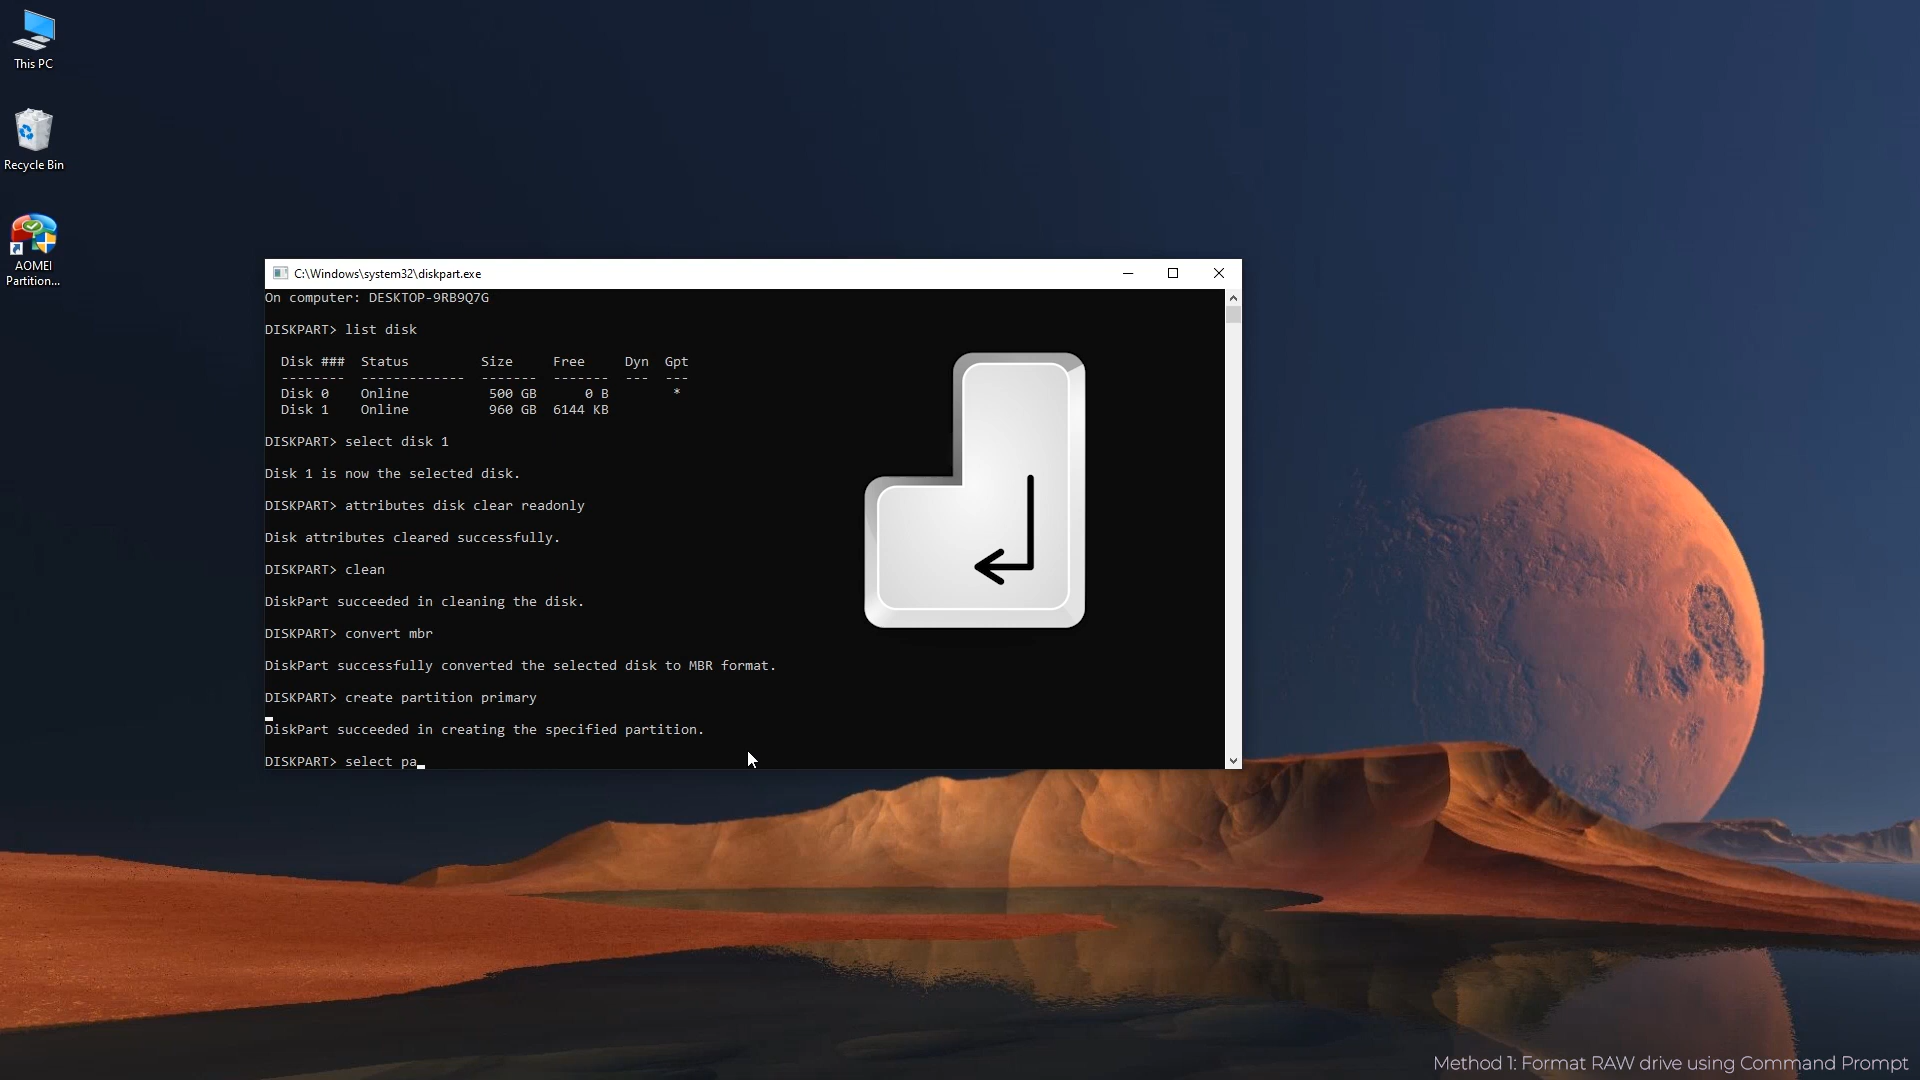 This PC
Recycle Bin
AOMEI
Partition...
C:\Windows\system32\diskpart.exe
On computer: DESKTOP-9RB9Q7G
DISKPART> list disk
Disk ###  Status         Size     Free     Dyn  Gpt
--------  -------------  -------  -------  ---  ---
Disk 0    Online          500 GB      0 B        *
Disk 1    Online          960 GB  6144 KB
DISKPART> select disk 1
Disk 1 is now the selected disk.
DISKPART> attributes disk clear readonly
Disk attributes cleared successfully.
DISKPART> clean
DiskPart succeeded in cleaning the disk.
DISKPART> convert mbr
DiskPart successfully converted the selected disk to MBR format.
DISKPART> create partition primary
DiskPart succeeded in creating the specified partition.
DISKPART> select pa
Method 1: Format RAW drive using Command Prompt